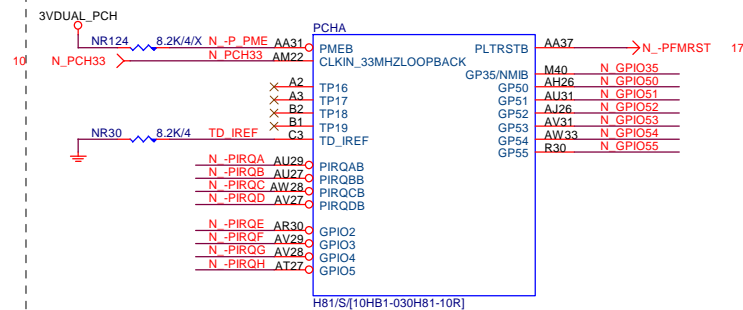 3VDUAL_PCH
PCHA
NR124 8.2K/4/X N_-P_PME AA31 PMEB PLTRSTB AA37 N_-PFMRST 17
10 N_PCH33 N_PCH33 AM22 CLKIN_33MHZLOOPBACK
GP35/NMIB M40 N_GPIO35
A2 TP16 GP50 AH26 N_GPIO50
A3 TP17 GP51 AU31 N_GPIO51
B2 TP18 GP52 AJ26 N_GPIO52
B1 TP19 GP53 AV31 N_GPIO53
NR30 8.2K/4 TD_IREF C3 TD_IREF GP54 AW33 N_GPIO54
GP55 R30 N_GPIO55
N_-PIRQA AU29 PIRQAB
N_-PIRQB AU27 PIRQBB
N_-PIRQC AW28 PIRQCB
N_-PIRQD AV27 PIRQDB
N_-PIRQE AR30 GPIO2
N_-PIRQF AV29 GPIO3
N_-PIRQG AV28 GPIO4
N_-PIRQH AT27 GPIO5
H81/S/[10HB1-030H81-10R]